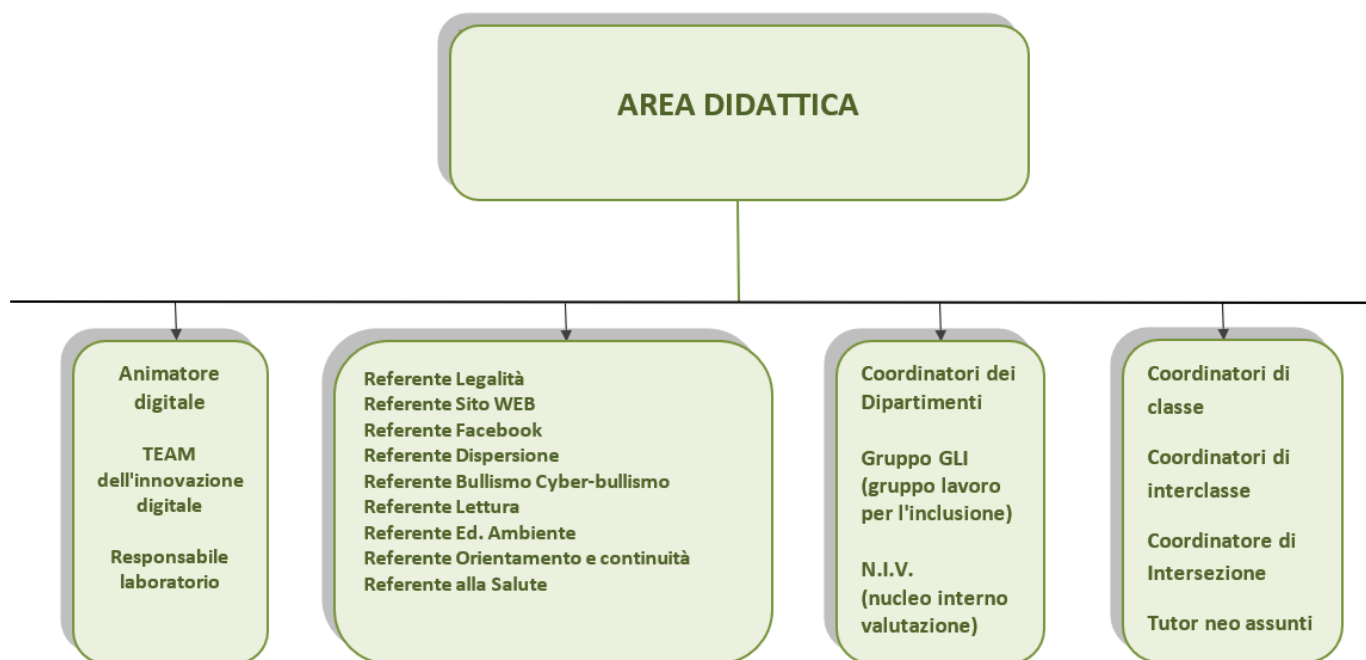 AREA DIDATTICA
Animatore
digitale
TEAM
dell'innovazione
digitale
Responsabile
laboratorio
Referente Legalità
Referente Sito WEB
Referente Facebook
Referente Dispersione
Referente Bullismo Cyber-bullismo
Referente Lettura
Referente Ed. Ambiente
Referente Orientamento e continuità
Referente alla Salute
Coordinatori dei
Dipartimenti
Gruppo GLI
(gruppo lavoro
per l'inclusione)
N.I.V.
(nucleo interno
valutazione)
Coordinatori di
classe
Coordinatori di
interclasse
Coordinatore di
Intersezione
Tutor neo assunti